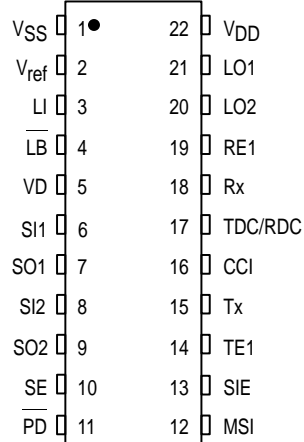 VSS 1 22 VDD
Vref 2 21 LO1
LI 3 20 LO2
LB 4 19 RE1
VD 5 18 Rx
SI1 6 17 TDC/RDC
SO1 7 16 CCI
SI2 8 15 Tx
SO2 9 14 TE1
SE 10 13 SIE
PD 11 12 MSI